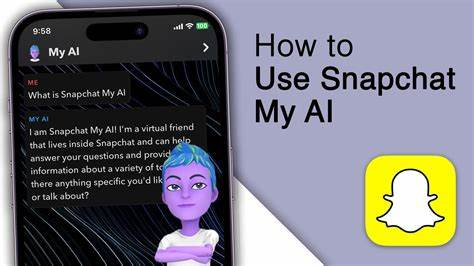 9:58
100
My AI
ME
What is Snapchat My AI
MY AI
I am Snapchat My AI! I'm a virtual friend
that lives inside Snapchat and can help
answer your questions and provid
information about a variety of to
there anything specific you'd like
or talk about?
How to
Use Snapchat
My AI